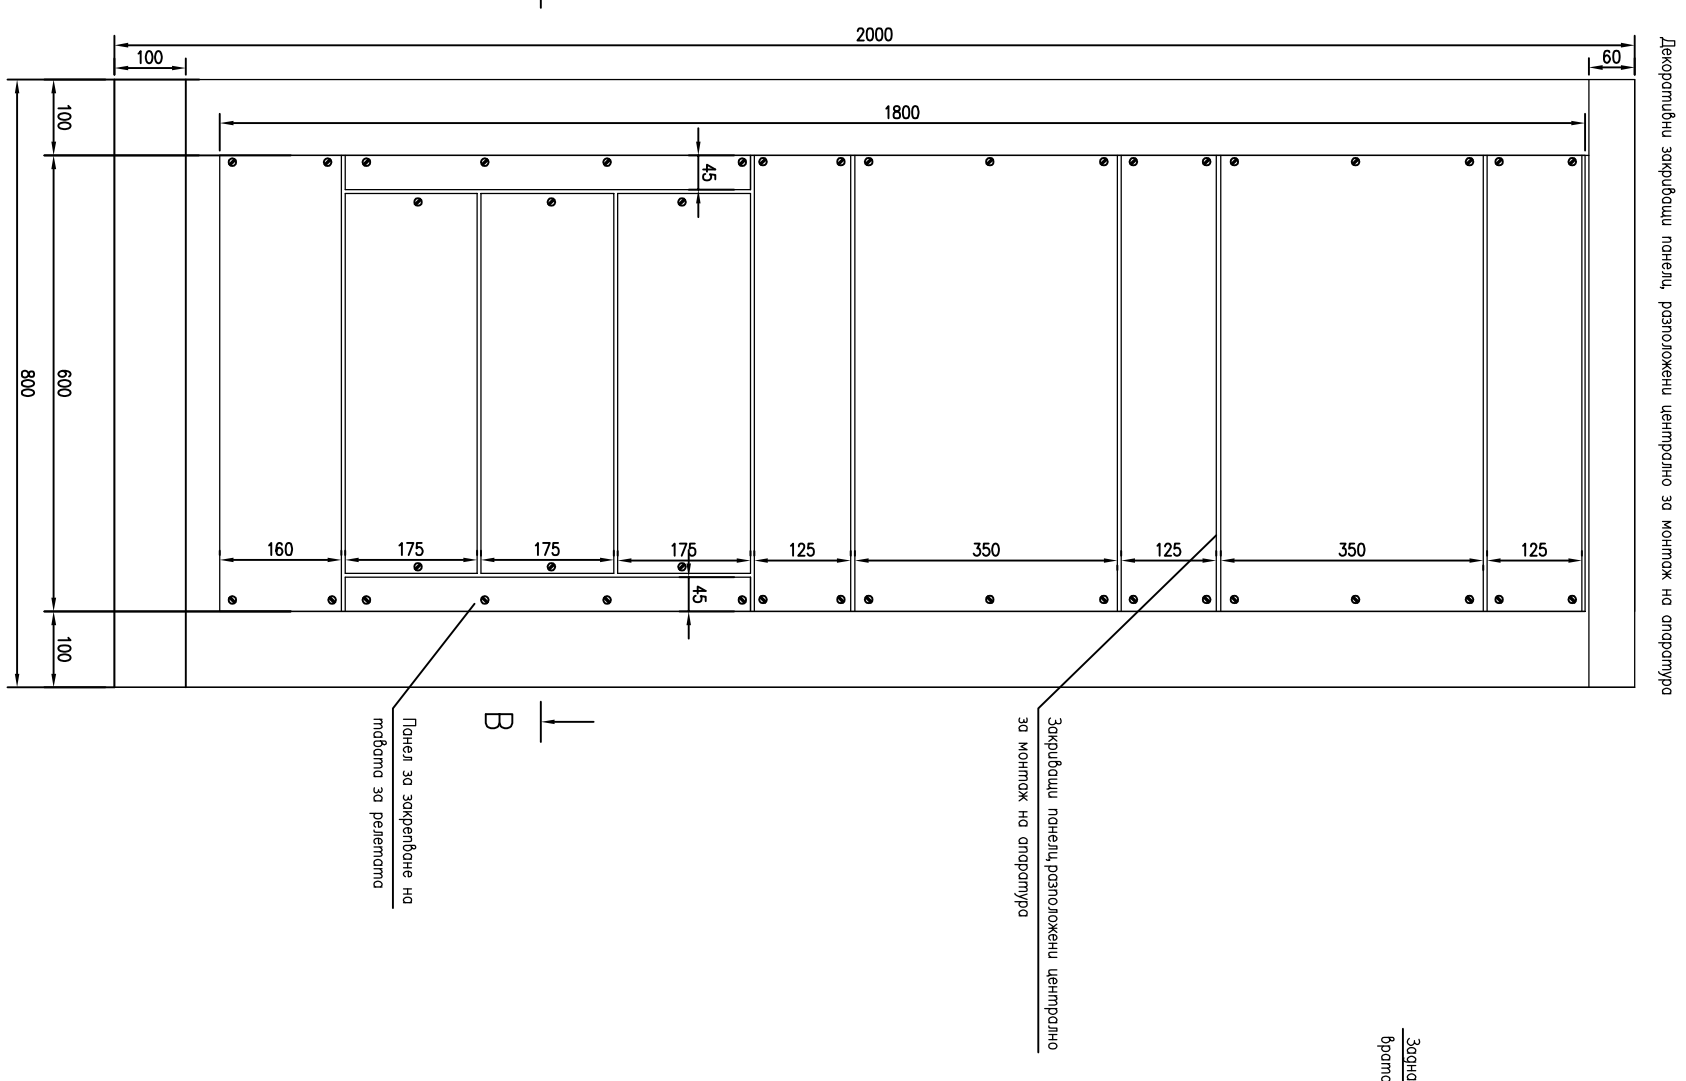 Декоративни закриващи панели, разположени централно за монтаж на апаратура
2000
100
60
1800
100
600
800
100
45
160
175
175
175
125
350
125
350
125
45
В
Панел за закрепване на
тавата за релетата
Закриващи панели,разположени централно
за монтаж на апаратура
Задна
врата